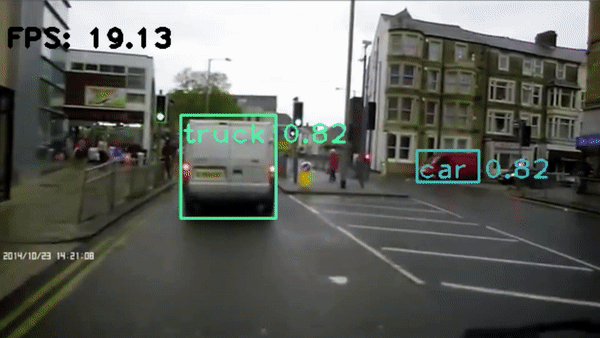 FPS: 19.13
truck 0.82
car 0.82
2014/10/23 14:21:08